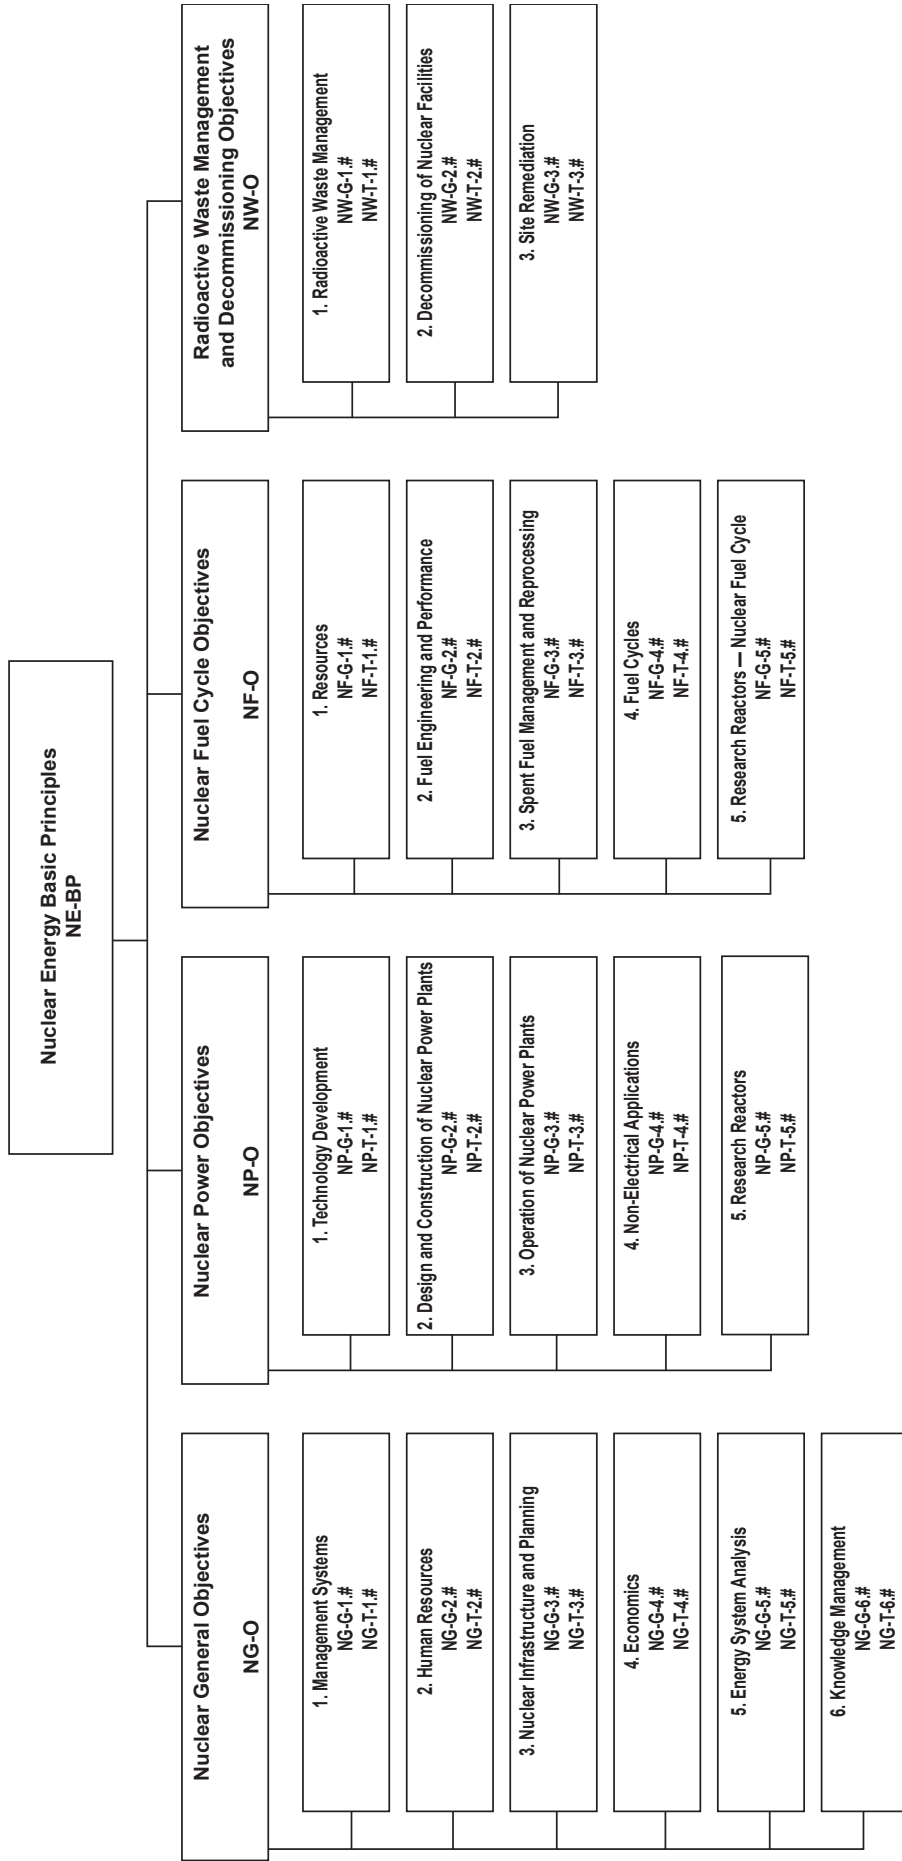 Nuclear Energy Basic Principles
NE-BP
Nuclear General Objectives
NG-O
1. Management Systems
NG-G-1.#
NG-T-1.#
2. Human Resources
NG-G-2.#
NG-T-2.#
3. Nuclear Infrastructure and Planning
NG-G-3.#
NG-T-3.#
4. Economics
NG-G-4.#
NG-T-4.#
5. Energy System Analysis
NG-G-5.#
NG-T-5.#
6. Knowledge Management
NG-G-6.#
NG-T-6.#
Nuclear Power Objectives
NP-O
1. Technology Development
NP-G-1.#
NP-T-1.#
2. Design and Construction of Nuclear Power Plants
NP-G-2.#
NP-T-2.#
3. Operation of Nuclear Power Plants
NP-G-3.#
NP-T-3.#
4. Non-Electrical Applications
NP-G-4.#
NP-T-4.#
5. Research Reactors
NP-G-5.#
NP-T-5.#
Nuclear Fuel Cycle Objectives
NF-O
1. Resources
NF-G-1.#
NF-T-1.#
2. Fuel Engineering and Performance
NF-G-2.#
NF-T-2.#
3. Spent Fuel Management and Reprocessing
NF-G-3.#
NF-T-3.#
4. Fuel Cycles
NF-G-4.#
NF-T-4.#
5. Research Reactors — Nuclear Fuel Cycle
NF-G-5.#
NF-T-5.#
Radioactive Waste Management
and Decommissioning Objectives
NW-O
1. Radioactive Waste Management
NW-G-1.#
NW-T-1.#
2. Decommissioning of Nuclear Facilities
NW-G-2.#
NW-T-2.#
3. Site Remediation
NW-G-3.#
NW-T-3.#